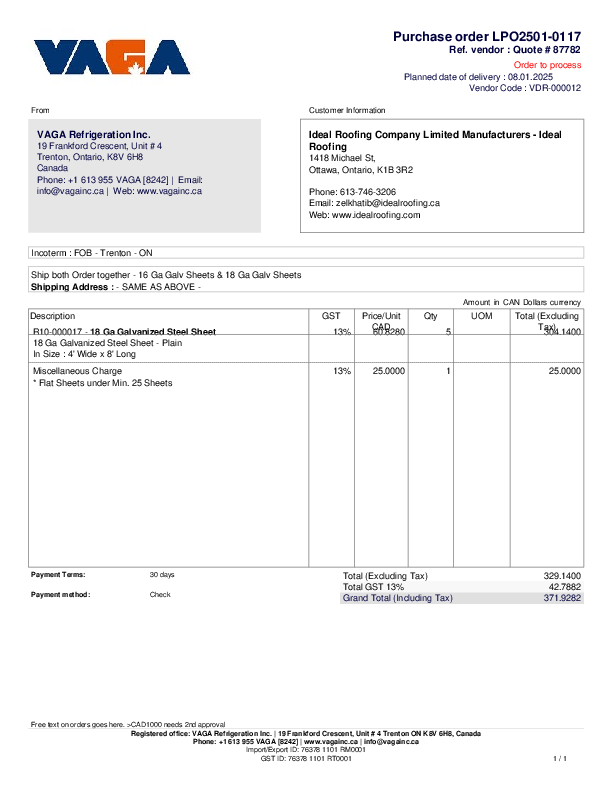 VAGA
Purchase order LPO2501-0117
Ref. vendor : Quote # 87782
Order to process
Planned date of delivery : 08.01.2025
Vendor Code : VDR-000012
From
Customer Information
VAGA Refrigeration Inc.
19 Frankford Crescent, Unit # 4
Trenton, Ontario, K8V 6H8
Canada
Phone: +1 613 955 VAGA [8242] | Email:
info@vagainc.ca | Web: www.vagainc.ca
Ideal Roofing Company Limited Manufacturers - Ideal
Roofing
1418 Michael St,
Ottawa, Ontario, K1B 3R2
Phone: 613-746-3206
Email: zelkhatib@idealroofing.ca
Web: www.idealroofing.com
Incoterm : FOB - Trenton - ON
Ship both Order together - 16 Ga Galv Sheets & 18 Ga Galv Sheets
Shipping Address : - SAME AS ABOVE -
Amount in CAN Dollars currency
Description GST Price/Unit CAD Qty UOM Total (Excluding Tax)
R10-000017 - 18 Ga Galvanized Steel Sheet 13% 60.8280 5 304.1400
18 Ga Galvanized Steel Sheet - Plain
In Size : 4' Wide x 8' Long
Miscellaneous Charge 13% 25.0000 1 25.0000
* Flat Sheets under Min. 25 Sheets
Payment Terms: 30 days
Payment method: Check
Total (Excluding Tax) 329.1400
Total GST 13% 42.7882
Grand Total (Including Tax) 371.9282
Free text on orders goes here. >CAD1000 needs 2nd approval
Registered office: VAGA Refrigeration Inc. | 19 Frankford Crescent, Unit # 4 Trenton ON K8V 6H8, Canada
Phone: +1 613 955 VAGA [8242] | www.vagainc.ca | info@vagainc.ca
Import/Export ID: 76378 1101 RM0001
GST ID: 76378 1101 RT0001
1 / 1